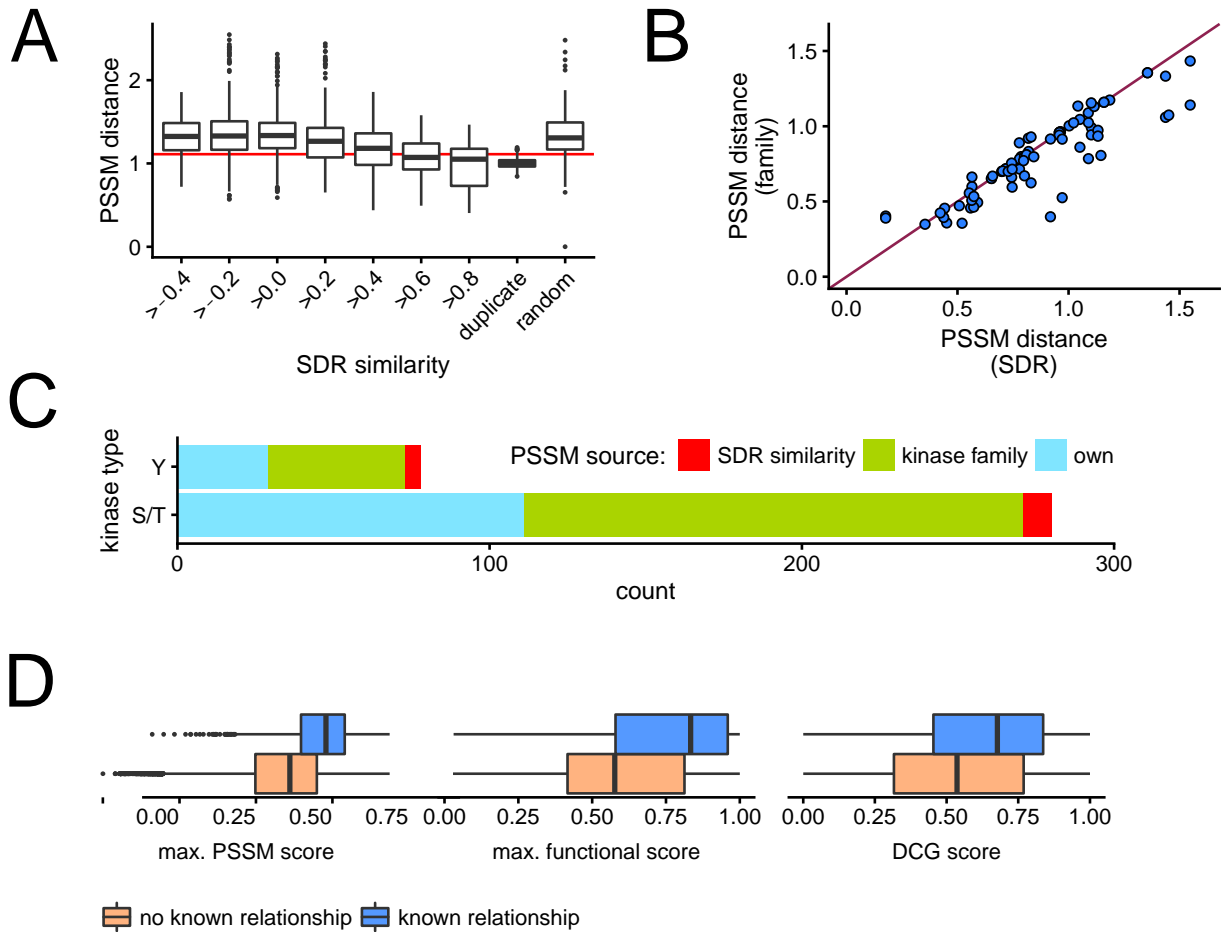 A
PSSM distance
2
1
0
>−0.4
>−0.2
>0.0
>0.2
>0.4
>0.6
>0.8
duplicate
random
SDR similarity
B
PSSM distance
(family)
1.5
1.0
0.5
0.0
0.0
0.5
1.0
1.5
PSSM distance
(SDR)
C
kinase type
Y
S/T
PSSM source:
SDR similarity
kinase family
own
0
100
200
300
count
D
0.00
0.25
0.50
0.75
max. PSSM score
0.00
0.25
0.50
0.75
1.00
max. functional score
0.00
0.25
0.50
0.75
1.00
DCG score
no known relationship
known relationship